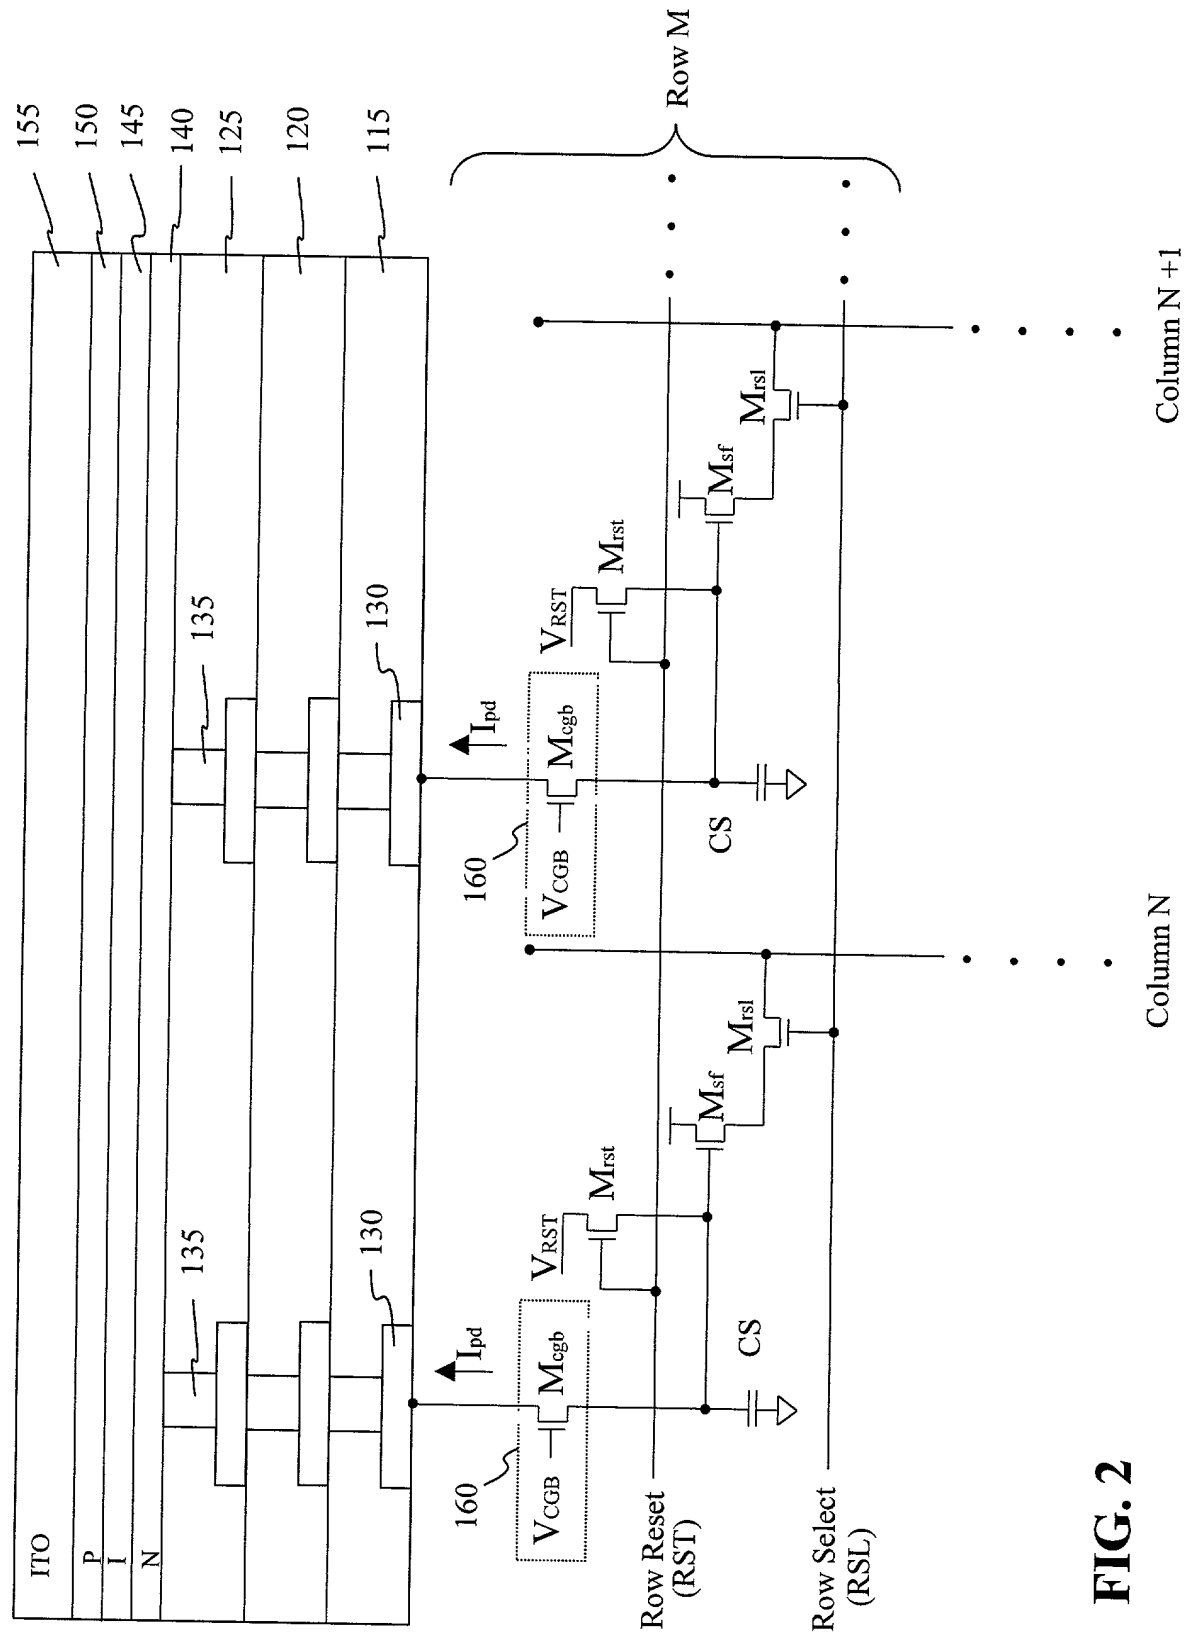 155
150
145
140
125
120
115
ITO
P
I
N
135
135
130
130
Ipd
Ipd
160
VCGB
Mcgb
160
VCGB
Mcgb
VRST
Mrst
VRST
Mrst
Row M
Msf
Mrsl
Msf
Mrsl
CS
CS
Row Reset
(RST)
Row Select
(RSL)
Column N
Column N +1
FIG. 2